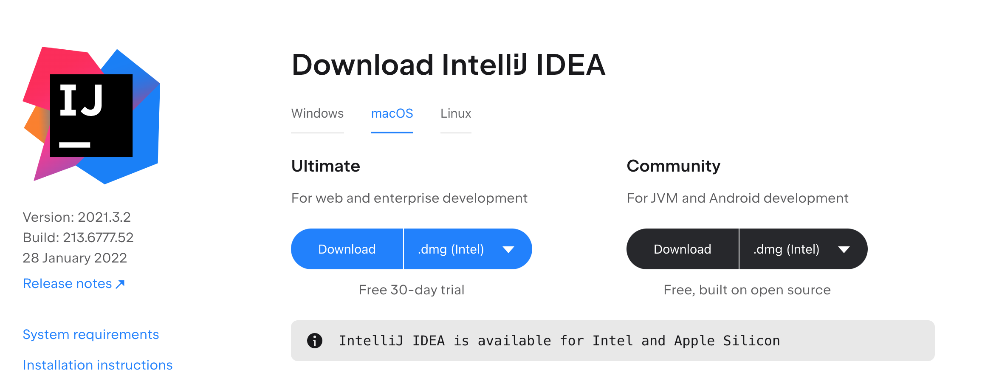 IJ
Version: 2021.3.2
Build: 213.6777.52
28 January 2022
Release notes ↗
System requirements
Installation instructions
Download IntelliJ IDEA
Windows macOS Linux
Ultimate
For web and enterprise development
Download .dmg (Intel)
Free 30-day trial
Community
For JVM and Android development
Download .dmg (Intel)
Free, built on open source
IntelliJ IDEA is available for Intel and Apple Silicon